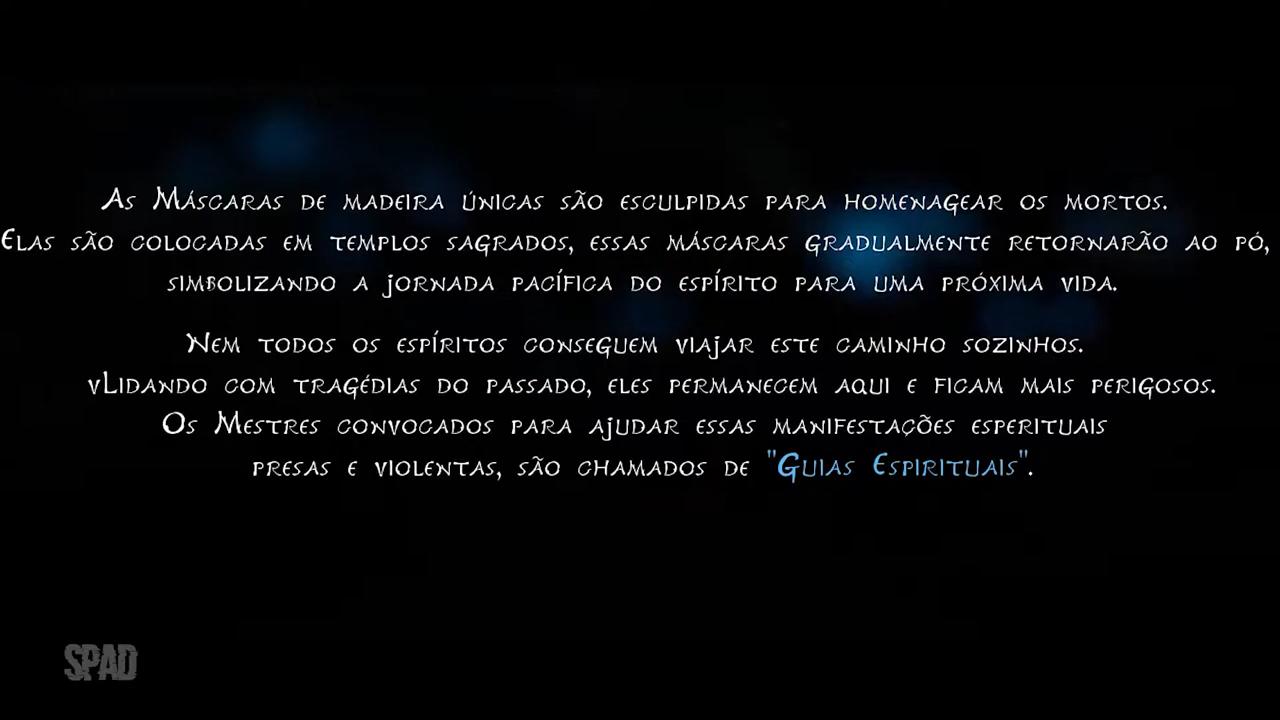 As Máscaras de madeira únicas são esculpidas para homenagear os mortos.
Elas são colocadas em templos sagrados, essas máscaras gradualmente retornarão ao pó,
simbolizando a jornada pacífica do espírito para uma próxima vida.
Nem todos os espíritos conseguem viajar este caminho sozinhos.
vLidando com tragédias do passado, eles permanecem aqui e ficam mais perigosos.
Os Mestres convocados para ajudar essas manifestações esperituais
presas e violentas, são chamados de "Guias Espirituais".
SPAD